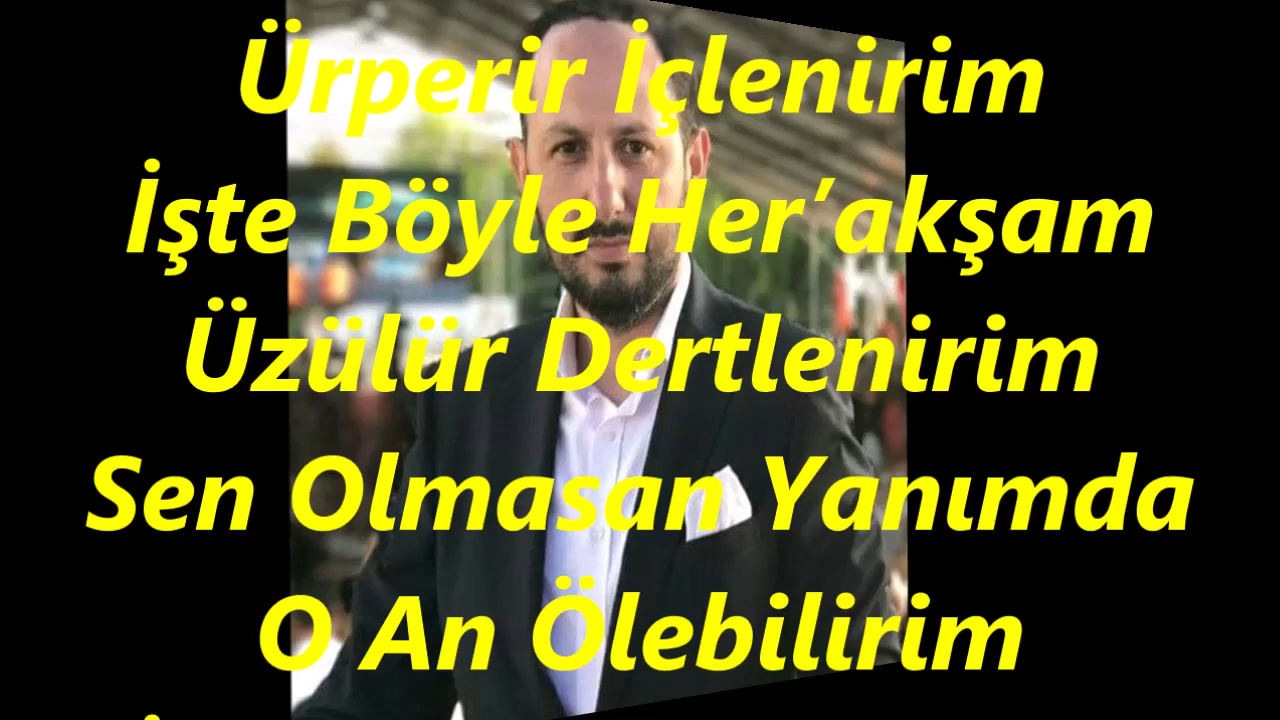 Ürperir İçlenirim
İşte Böyle Her’akşam
Üzülür Dertlenirim
Sen Olmasan Yanımda
O An Ölebilirim